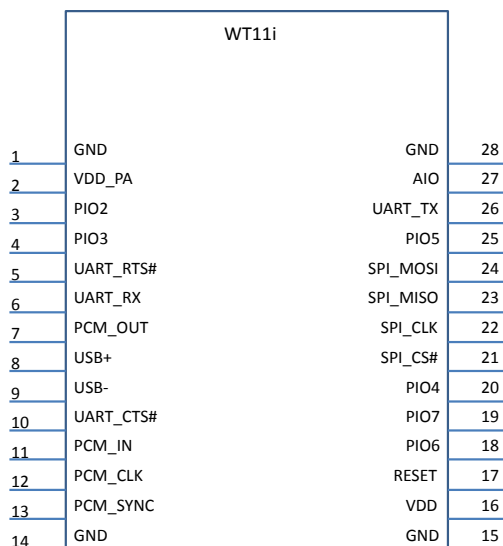 WT11i
1 GND GND 28
2 VDD_PA AIO 27
3 PIO2 UART_TX 26
4 PIO3 PIO5 25
5 UART_RTS# SPI_MOSI 24
6 UART_RX SPI_MISO 23
7 PCM_OUT SPI_CLK 22
8 USB+ SPI_CS# 21
9 USB- PIO4 20
10 UART_CTS# PIO7 19
11 PCM_IN PIO6 18
12 PCM_CLK RESET 17
13 PCM_SYNC VDD 16
14 GND GND 15